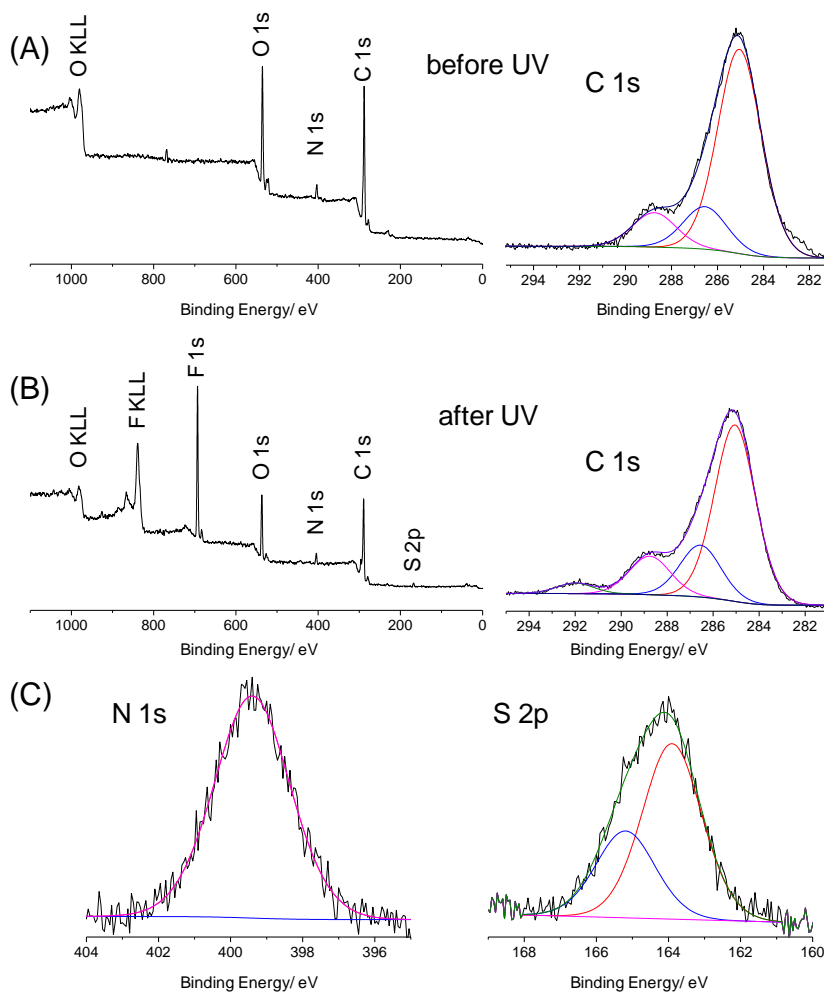 (A)
O KLL
O 1s
N 1s
C 1s
before UV
C 1s
1000 800 600 400 200 0
Binding Energy/ eV
294 292 290 288 286 284 282
Binding Energy/ eV
(B)
O KLL
F KLL
F 1s
O 1s
N 1s
C 1s
S 2p
after UV
C 1s
1000 800 600 400 200 0
Binding Energy/ eV
294 292 290 288 286 284 282
Binding Energy/ eV
(C)
N 1s
S 2p
404 402 400 398 396
Binding Energy/ eV
168 166 164 162 160
Binding Energy/ eV